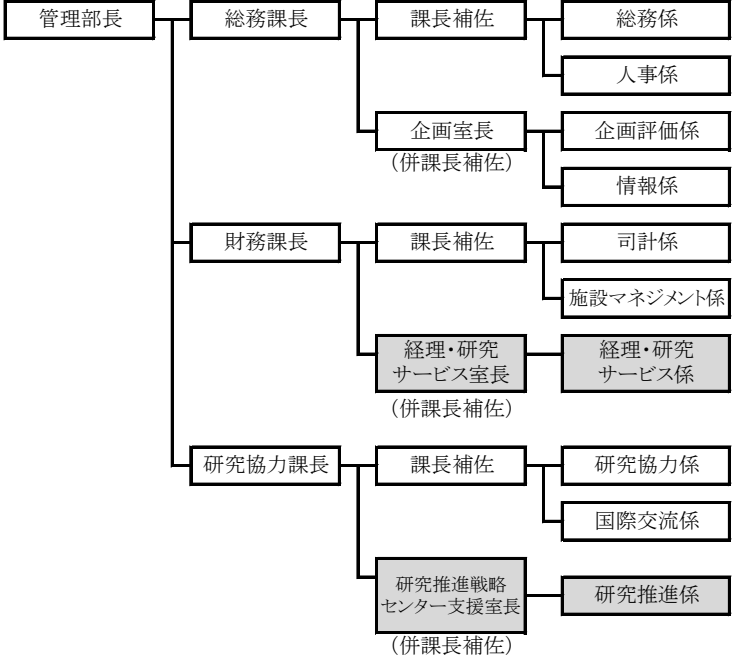 管理部長
総務課長
課長補佐
総務係
人事係
企画室長
(併課長補佐)
企画評価係
情報係
財務課長
課長補佐
司計係
施設マネジメント係
経理・研究
サービス室長
(併課長補佐)
経理・研究
サービス係
研究協力課長
課長補佐
研究協力係
国際交流係
研究推進戦略
センター支援室長
(併課長補佐)
研究推進係